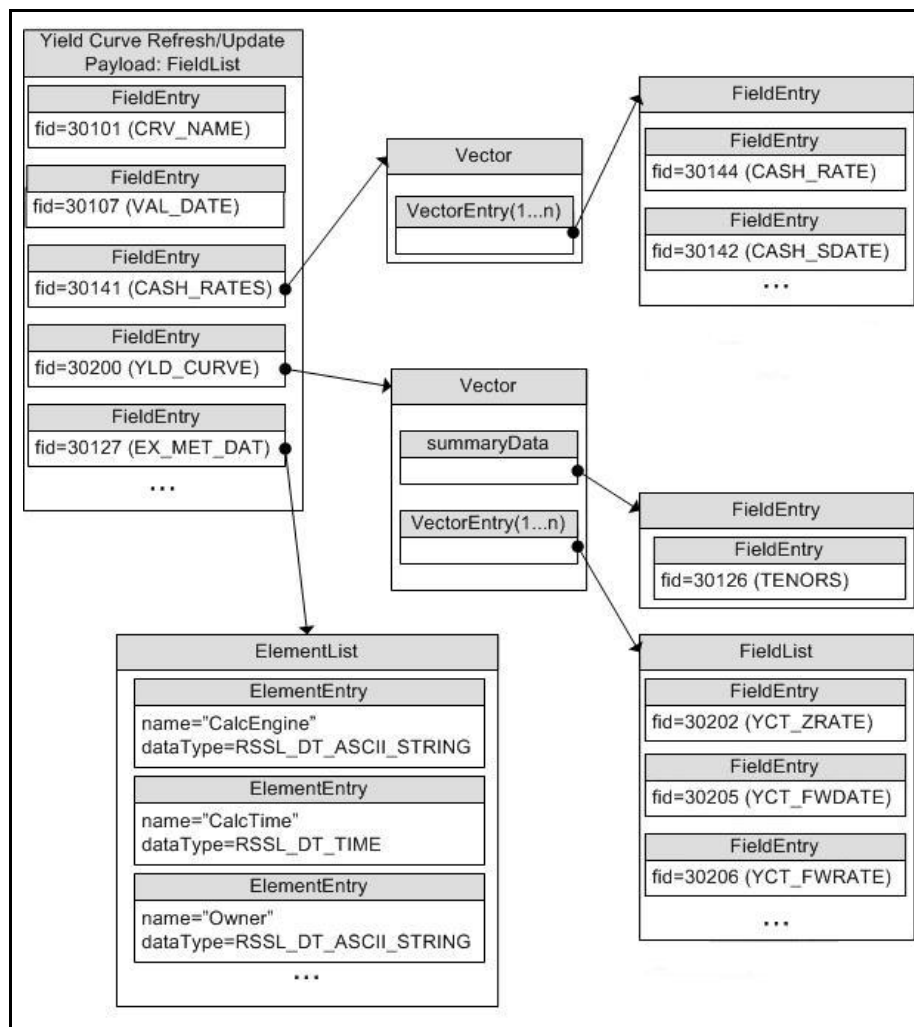 Yield Curve Refresh/Update
Payload: FieldList
FieldEntry
fid=30101 (CRV_NAME)
FieldEntry
fid=30107 (VAL_DATE)
FieldEntry
fid=30141 (CASH_RATES)
FieldEntry
fid=30200 (YLD_CURVE)
FieldEntry
fid=30127 (EX_MET_DAT)
...
Vector
VectorEntry(1...n)
FieldEntry
FieldEntry
fid=30144 (CASH_RATE)
FieldEntry
fid=30142 (CASH_SDATE)
...
Vector
summaryData
VectorEntry(1...n)
FieldEntry
FieldEntry
fid=30126 (TENORS)
ElementList
ElementEntry
name="CalcEngine"
dataType=RSSL_DT_ASCII_STRING
ElementEntry
name="CalcTime"
dataType=RSSL_DT_TIME
ElementEntry
name="Owner"
dataType=RSSL_DT_ASCII_STRING
...
FieldList
FieldEntry
fid=30202 (YCT_ZRATE)
FieldEntry
fid=30205 (YCT_FWDATE)
FieldEntry
fid=30206 (YCT_FWRATE)
...